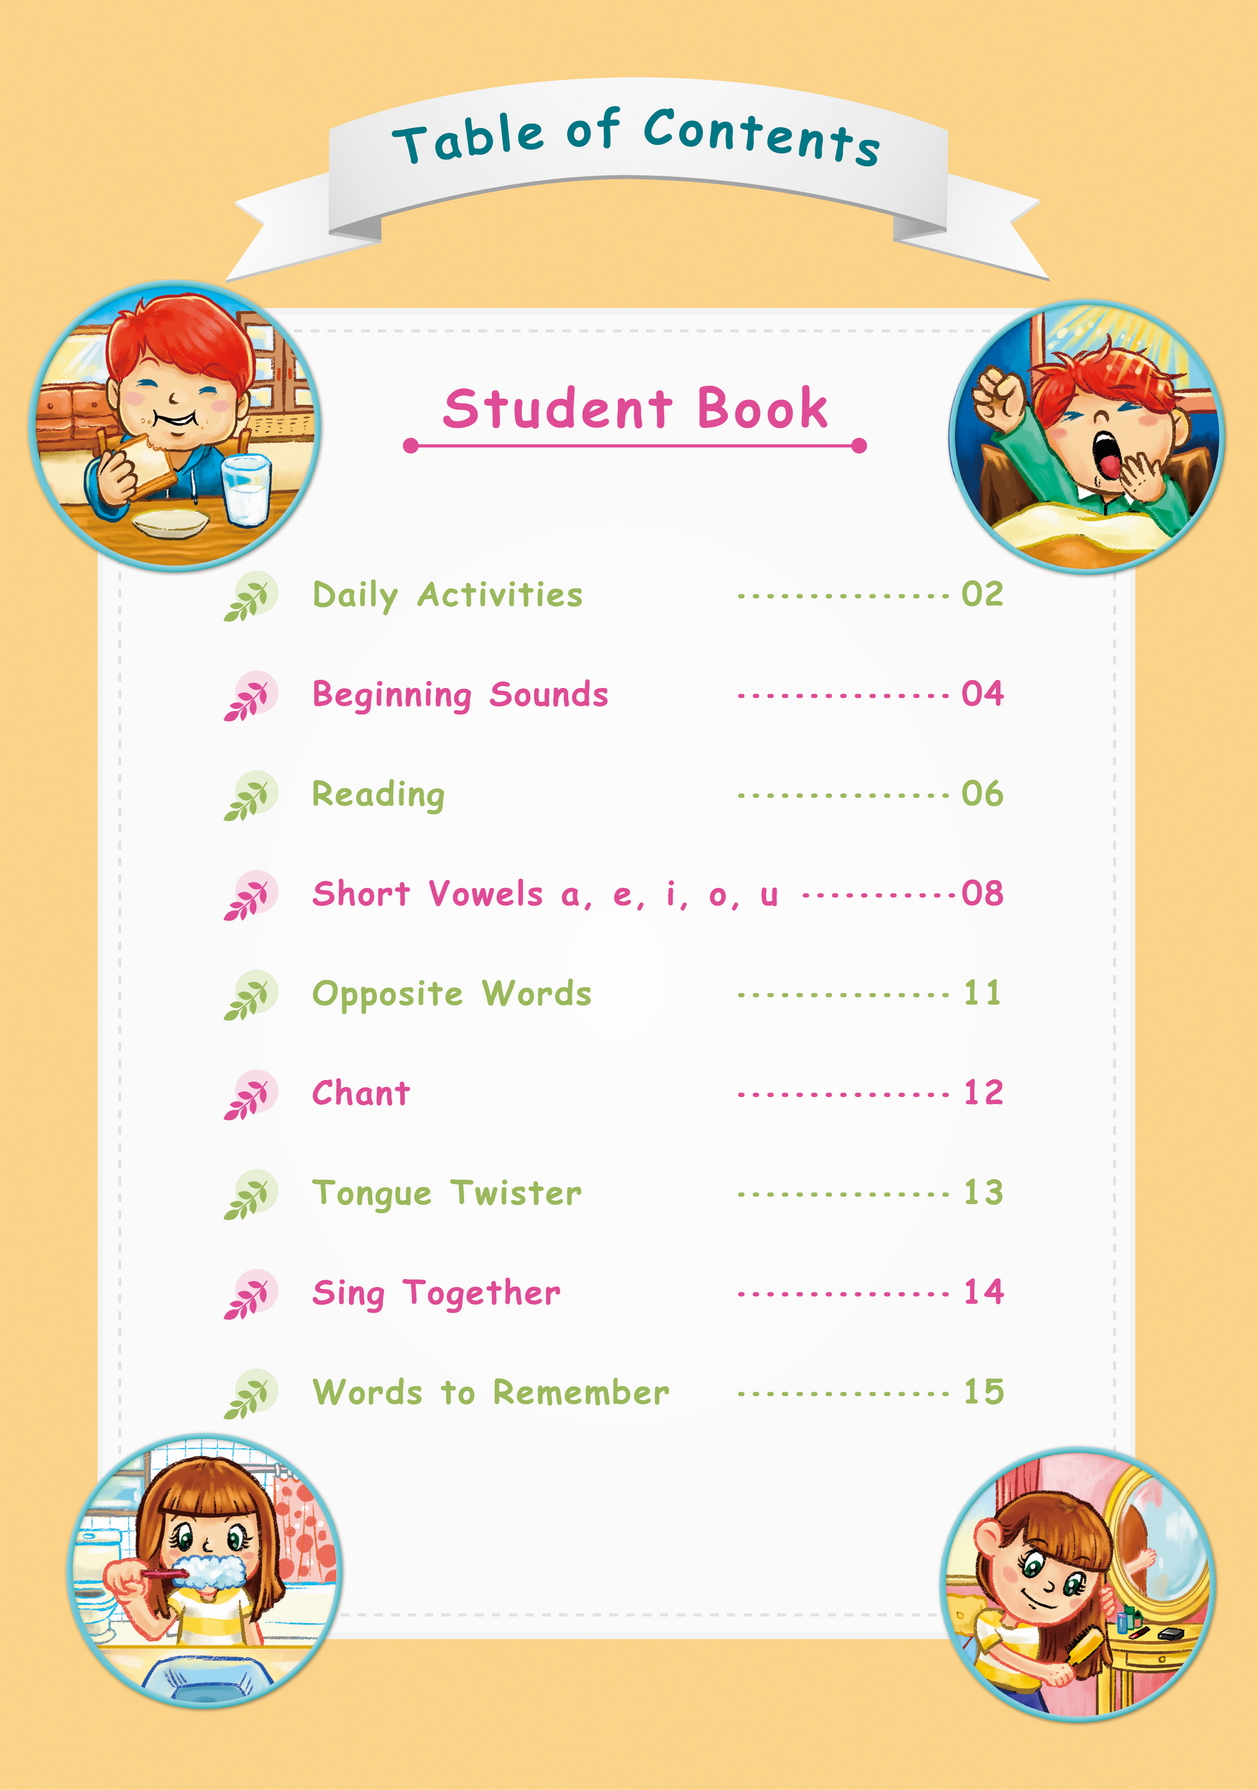 Table of Contents
Student Book
Daily Activities --------------- 02
Beginning Sounds --------------- 04
Reading --------------- 06
Short Vowels a, e, i, o, u -----------08
Opposite Words --------------- 11
Chant --------------- 12
Tongue Twister --------------- 13
Sing Together --------------- 14
Words to Remember --------------- 15